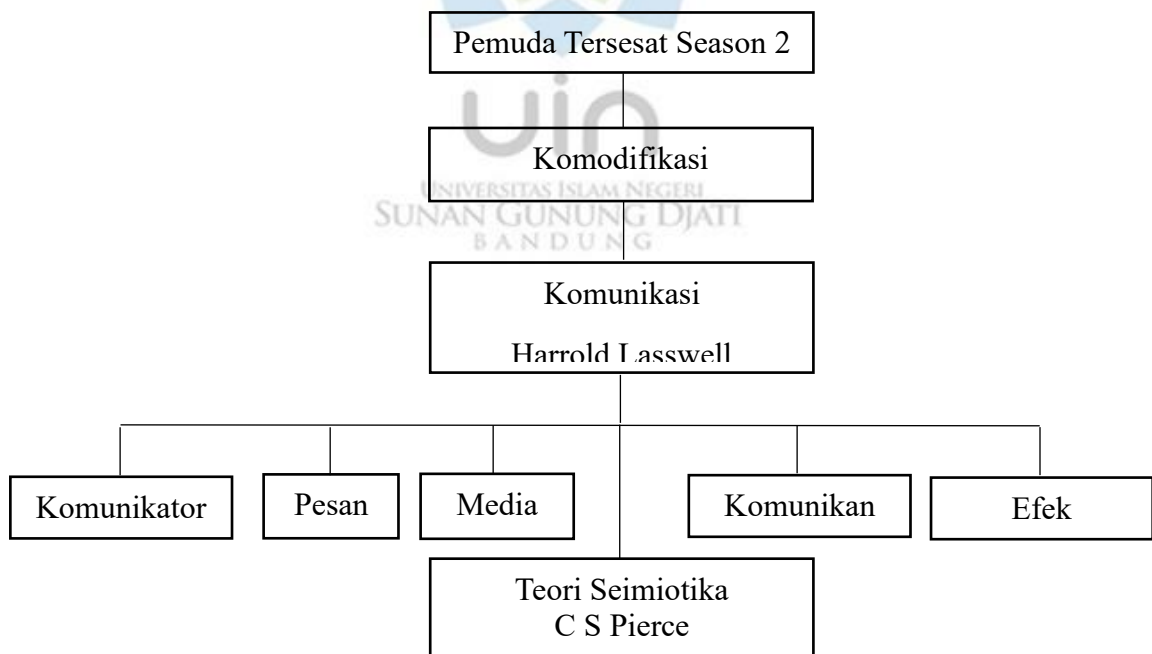 Pemuda Tersesat Season 2
uin
Komodifikasi
UNIVERSITAS ISLAM NEGERI
SUNAN GUNUNG DJATI
BANDUNG
Komunikasi
Harrold Lasswell
Komunikator
Pesan
Media
Komunikan
Efek
Teori Seimiotika
C S Pierce